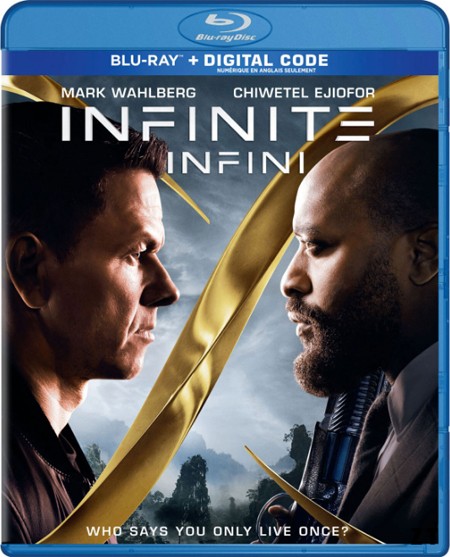 Blu-ray Disc
BLU-RAY™ + DIGITAL CODE
NUMÉRIQUE EN ANGLAIS SEULEMENT
MARK WAHLBERG CHIWETEL EJIOFOR
INFINITE
INFINI
WHO SAYS YOU ONLY LIVE ONCE?